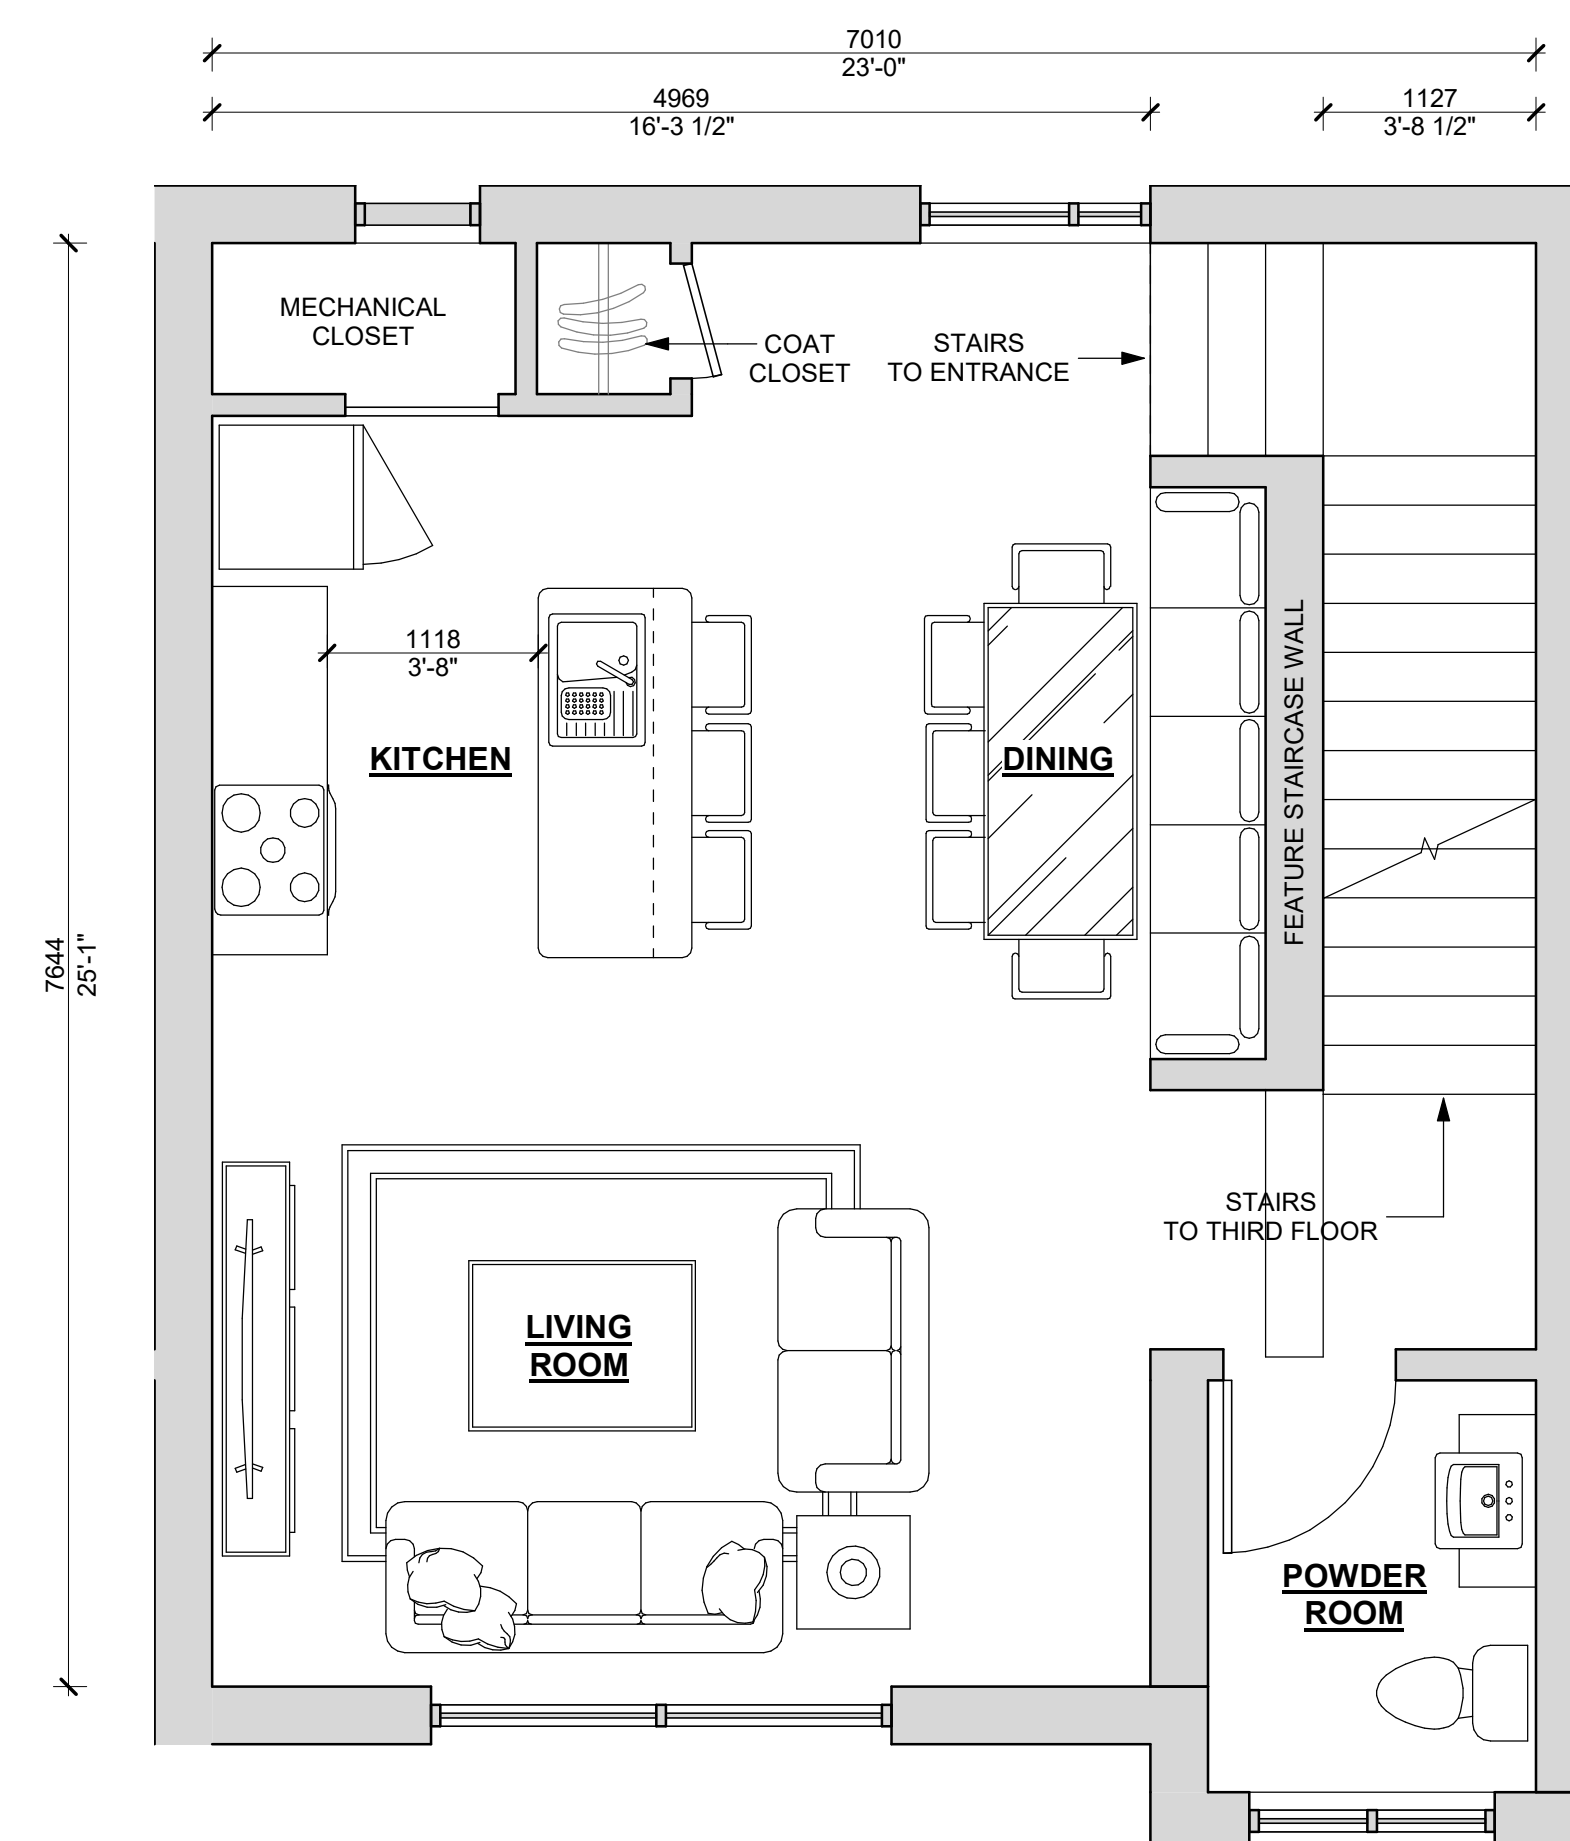 7010
23'-0"
4969
16'-3 1/2"
1127
3'-8 1/2"
MECHANICAL
CLOSET
COAT
CLOSET
STAIRS
TO ENTRANCE
1118
3'-8"
KITCHEN
DINING
FEATURE STAIRCASE WALL
7644
25'-1"
STAIRS
TO THIRD FLOOR
LIVING
ROOM
POWDER
ROOM